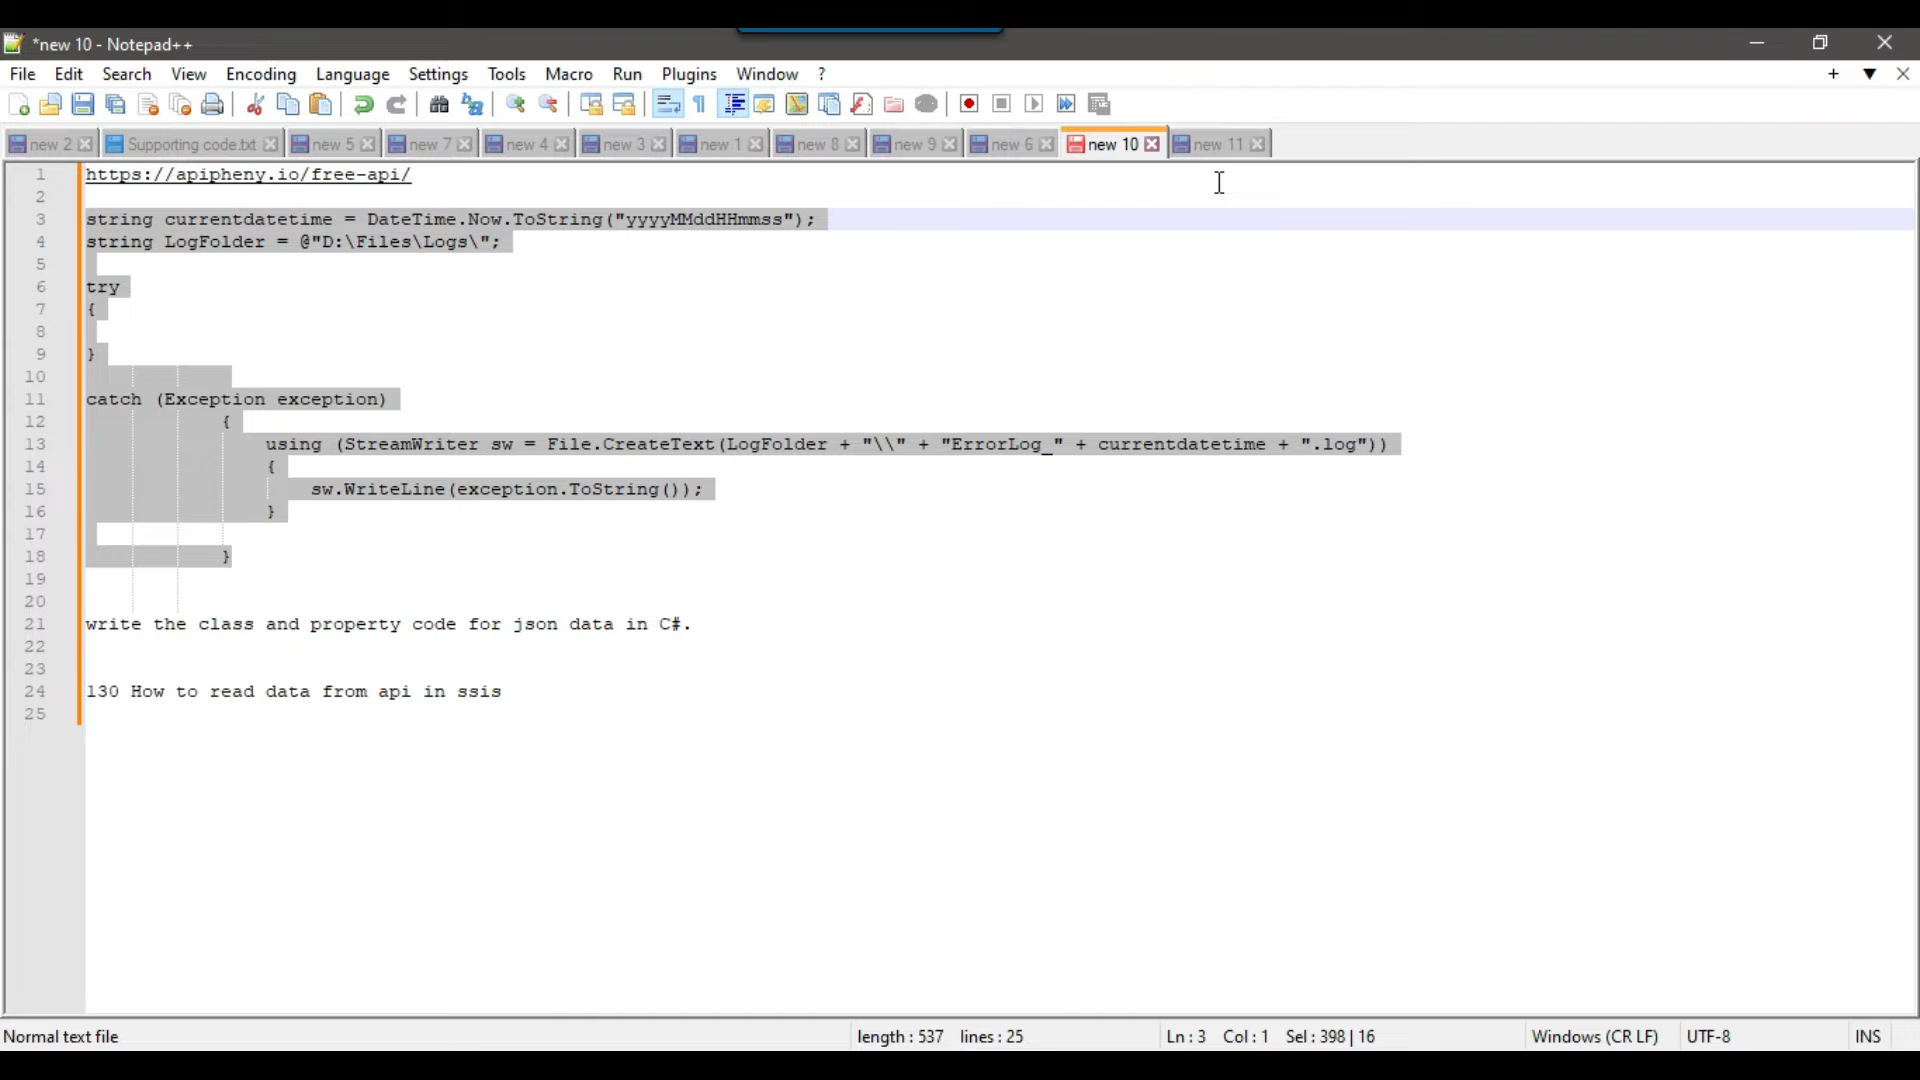 *new 10 - Notepad++
File Edit Search View Encoding Language Settings Tools Macro Run Plugins Window ?
new 2 Supporting code.txt new 5 new 7 new 4 new 3 new 1 new 8 new 9 new 6 new 10 new 11
1 https://apipheny.io/free-api/
2
3 string currentdatetime = DateTime.Now.ToString("yyyyMMddHHmmss");
4 string LogFolder = @"D:\Files\Logs\";
5
6 try
7 {
8
9 }
10
11 catch (Exception exception)
12 {
13 using (StreamWriter sw = File.CreateText(LogFolder + "\\" + "ErrorLog_" + currentdatetime + ".log"))
14 {
15 sw.WriteLine(exception.ToString());
16 }
17
18 }
19
20
21 write the class and property code for json data in C#.
22
23
24 130 How to read data from api in ssis
25
Normal text file length : 537 lines : 25 Ln : 3 Col : 1 Sel : 398 | 16 Windows (CR LF) UTF-8 INS